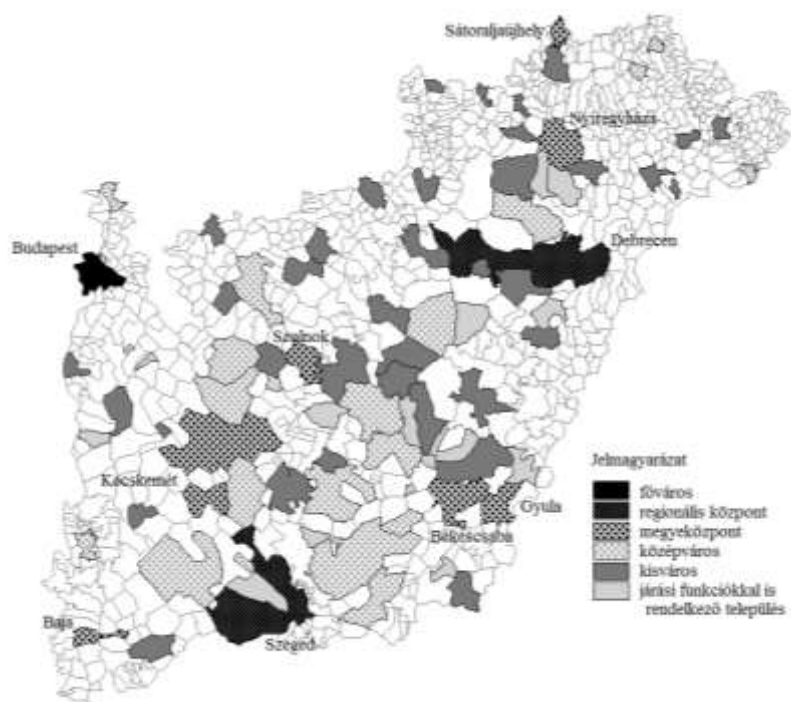 Sátoraljaújhely
Nyíregyháza
Budapest
Debrecen
Szolnok
Kecskemét
Jelmagyarázat
főváros
regionális központ
megyeközpont
középváros
kisváros
járási funkciókkal is
rendelkező település
Gyula
Békéscsaba
Baja
Szeged